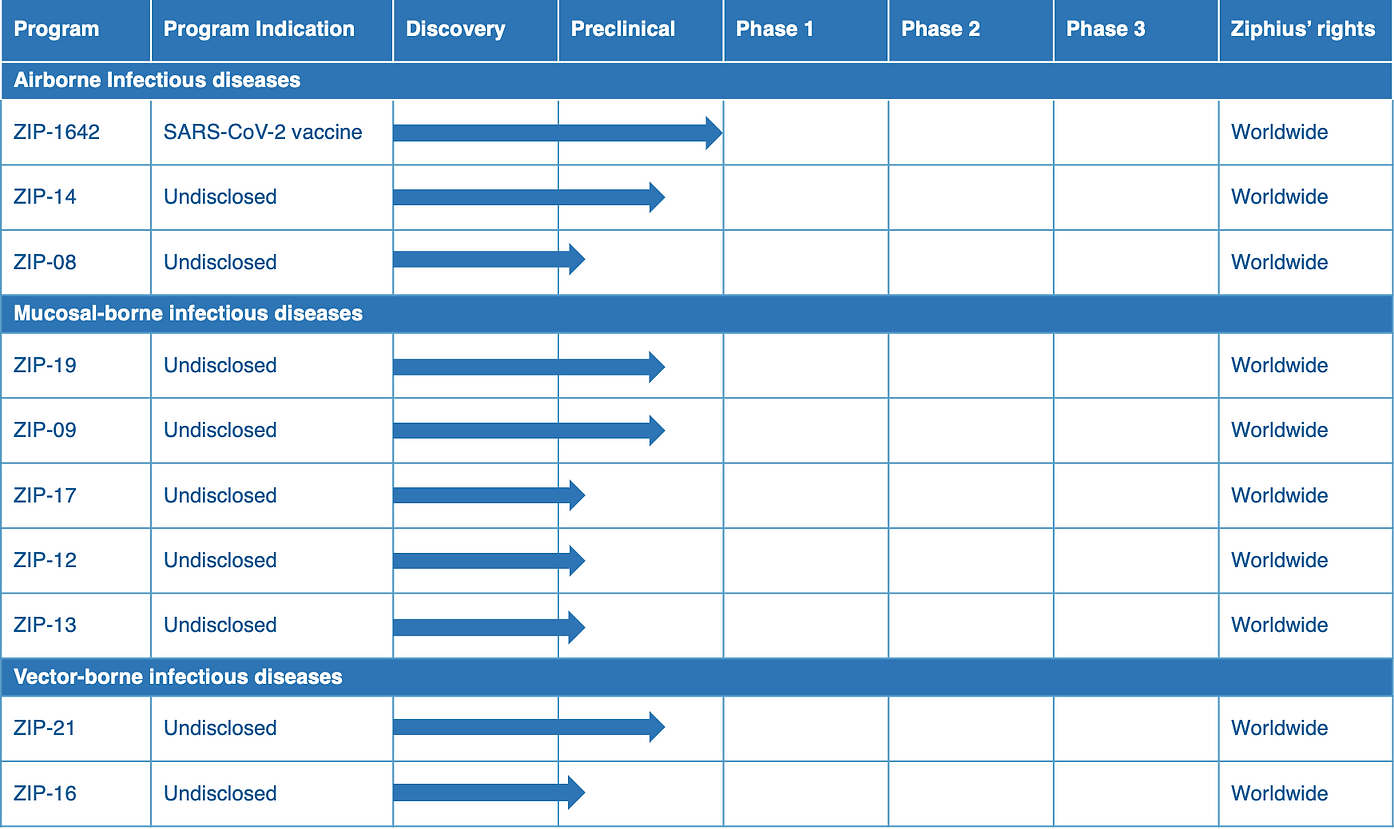 Program Program Indication Discovery Preclinical Phase 1 Phase 2 Phase 3 Ziphius’ rights
Airborne Infectious diseases
ZIP-1642 SARS-CoV-2 vaccine Worldwide
ZIP-14 Undisclosed Worldwide
ZIP-08 Undisclosed Worldwide
Mucosal-borne infectious diseases
ZIP-19 Undisclosed Worldwide
ZIP-09 Undisclosed Worldwide
ZIP-17 Undisclosed Worldwide
ZIP-12 Undisclosed Worldwide
ZIP-13 Undisclosed Worldwide
Vector-borne infectious diseases
ZIP-21 Undisclosed Worldwide
ZIP-16 Undisclosed Worldwide